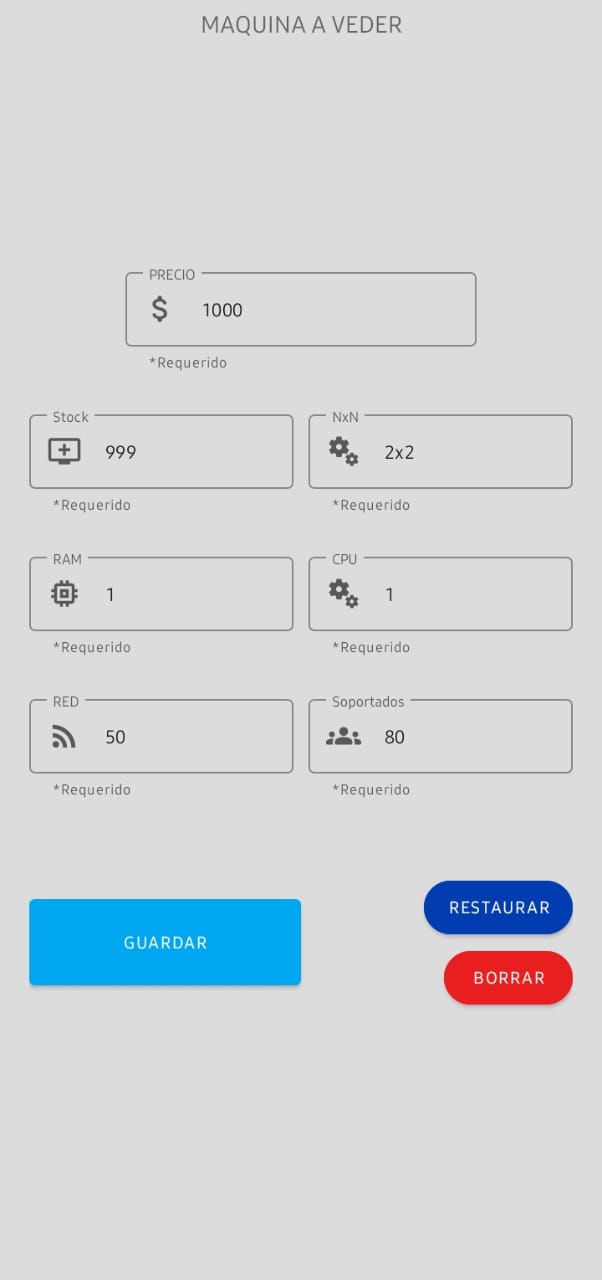 MAQUINA A VEDER
PRECIO
$ 1000
*Requerido
Stock NxN
999 2x2
*Requerido *Requerido
RAM CPU
1 1
*Requerido *Requerido
RED Soportados
50 80
*Requerido *Requerido
RESTAURAR
GUARDAR
BORRAR